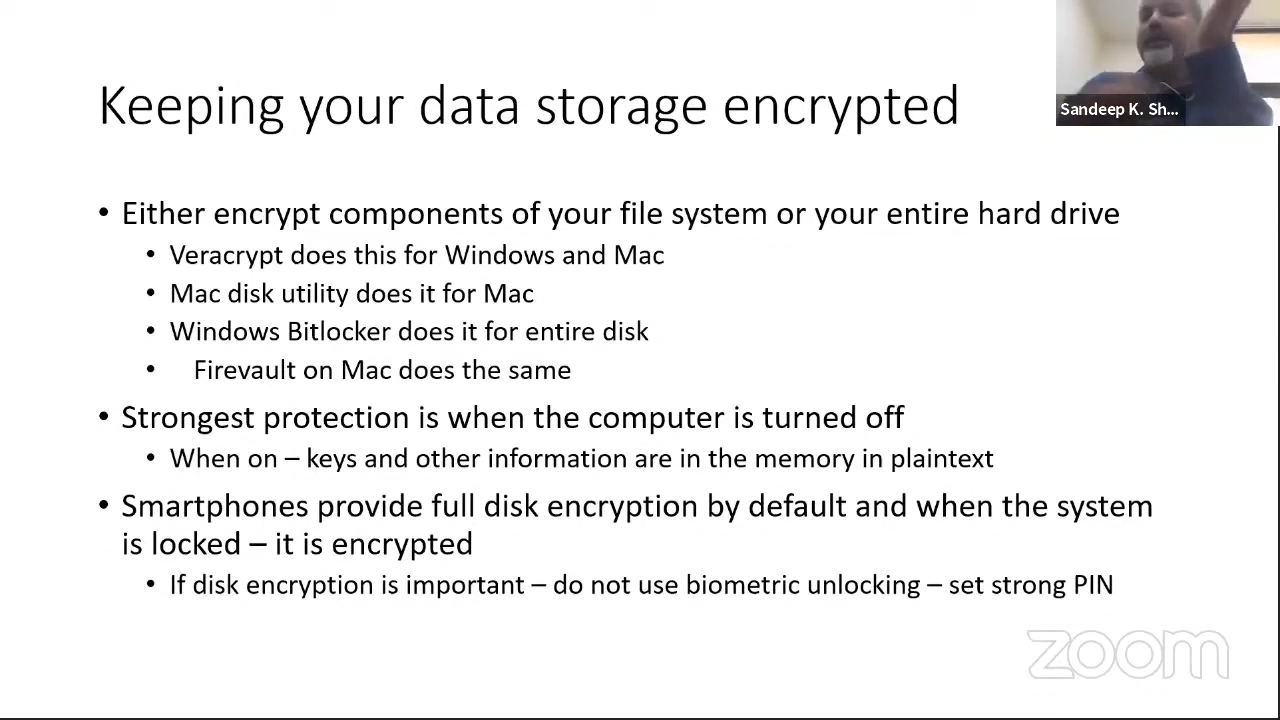 Keeping your data storage encrypted
Sandeep K. Sh...
• Either encrypt components of your file system or your entire hard drive
• Veracrypt does this for Windows and Mac
• Mac disk utility does it for Mac
• Windows Bitlocker does it for entire disk
• Firevault on Mac does the same
• Strongest protection is when the computer is turned off
• When on – keys and other information are in the memory in plaintext
• Smartphones provide full disk encryption by default and when the system
is locked – it is encrypted
• If disk encryption is important – do not use biometric unlocking – set strong PIN
zoom